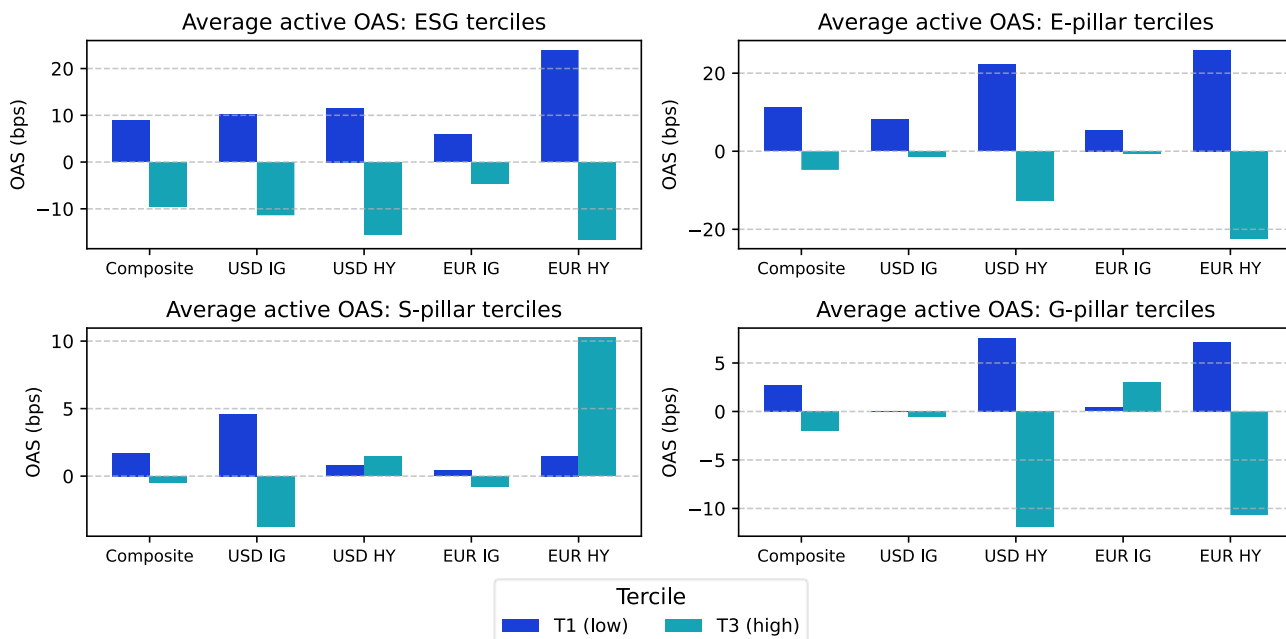 Average active OAS: ESG terciles
OAS (bps)
20
10
0
−10
Composite USD IG USD HY EUR IG EUR HY
Average active OAS: E-pillar terciles
OAS (bps)
20
0
−20
Composite USD IG USD HY EUR IG EUR HY
Average active OAS: S-pillar terciles
OAS (bps)
10
5
0
Composite USD IG USD HY EUR IG EUR HY
Average active OAS: G-pillar terciles
OAS (bps)
5
0
−5
−10
Composite USD IG USD HY EUR IG EUR HY
Tercile
T1 (low) T3 (high)